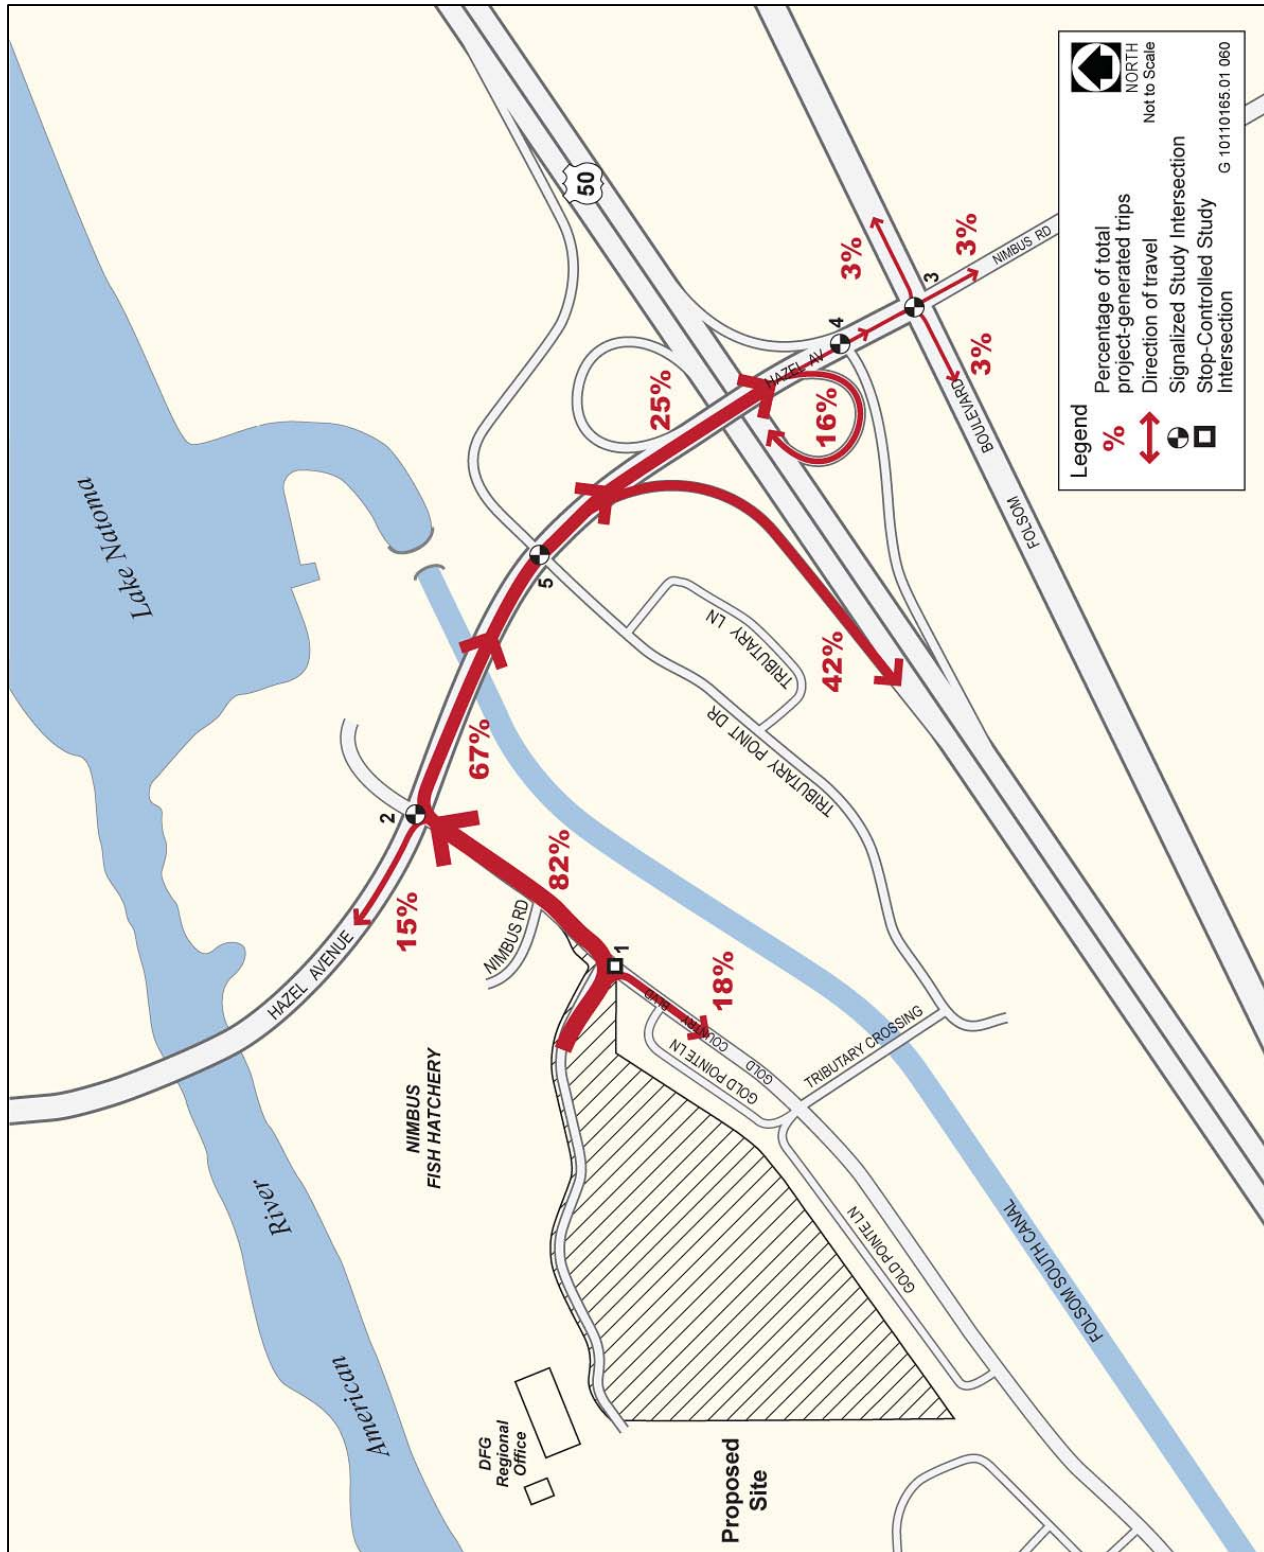 Lake Natoma
American
River
HAZEL AVENUE
NIMBUS
FISH HATCHERY
DFG
Regional
Office
Proposed
Site
NIMBUS RD
2
15%
67%
82%
1
18%
GOLD
COUNTRY
BLVD
GOLD POINTE LN
GOLD POINTE LN
TRIBUTARY CROSSING
TRIBUTARY POINT DR
TRIBUTARY LN
FOLSOM SOUTH CANAL
5
25%
42%
50
16%
HAZEL AV
4
3%
3%
3%
3
NIMBUS RD
FOLSOM
BOULEVARD
Legend
% Percentage of total
project-generated trips
Direction of travel
Signalized Study Intersection
Stop-Controlled Study
Intersection
NORTH
Not to Scale
G 10110165.01 060